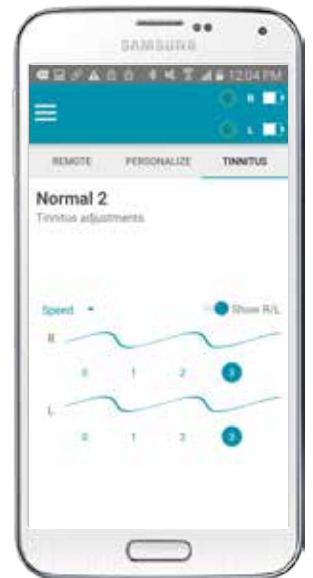 SAMSUNG
12:04 PM
R
L
REMOTE PERSONALIZE TINNITUS
Normal 2
Tinnitus adjustments
Speed Show R/L
R
0 1 2 3
L
0 1 2 3